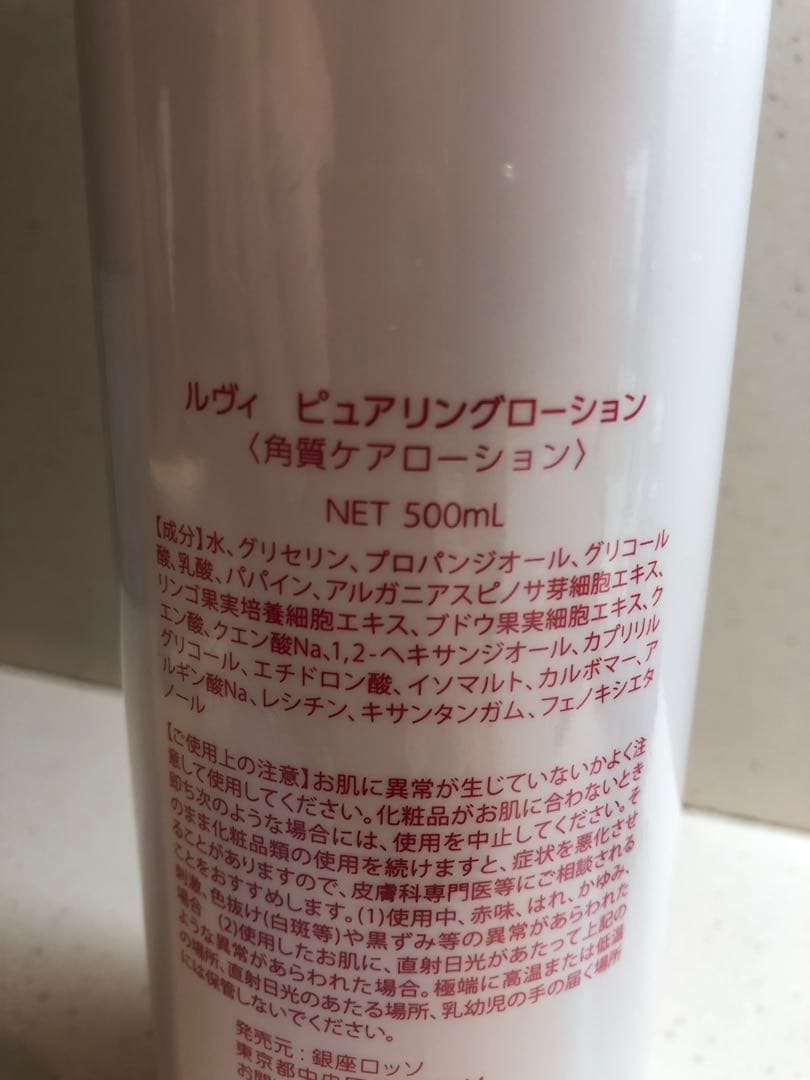 ルヴィ ピュアリングローション
〈角質ケアローション〉
NET 500mL
【成分】水、グリセリン、プロパンジオール、グリコール
酸、乳酸、パパイン、アルガニアスピノサ芽細胞エキス、
リンゴ果実培養細胞エキス、ブドウ果実細胞エキス、ク
エン酸、クエン酸Na、1,2-ヘキサンジオール、カプリリル
グリコール、エチドロン酸、イソマルト、カルボマー、ア
ルギン酸Na、レシチン、キサンタンガム、フェノキシエタ
ノール
【ご使用上の注意】お肌に異常が生じていないかよく注
意して使用してください。化粧品がお肌に合わないとき
即ち次のような場合には、使用を中止してください。そ
のまま化粧品類の使用を続けますと、症状を悪化させ
ることがありますので、皮膚科専門医等にご相談される
ことをおすすめします。(1)使用中、赤味、はれ、かゆみ、
刺激、色抜け(白斑等)や黒ずみ等の異常があらわれた
場合 (2)使用したお肌に、直射日光があたって上記の
ような異常があらわれた場合。極端に高温または低温
の場所、直射日光のあたる場所、乳幼児の手の届く場所
には保管しないでください。
発売元：銀座ロッソ
東京都中央
お問